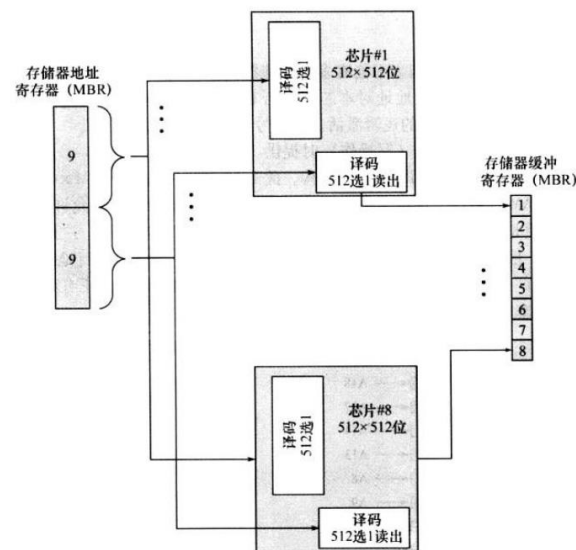 存储器地址
寄存器（MBR）
9
9
译码
512选1
芯片#1
512×512位
译码
512选1读出
存储器缓冲
寄存器（MBR）
1
2
3
4
5
6
7
8
译码
512选1
芯片#8
512×512位
译码
512选1读出